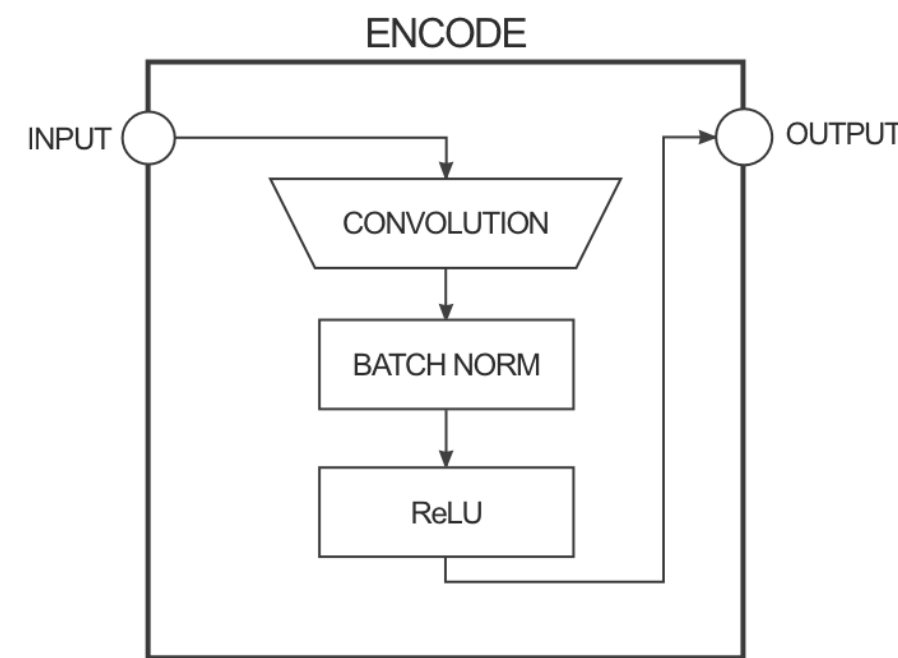 ENCODE
INPUT
OUTPUT
CONVOLUTION
BATCH NORM
ReLU